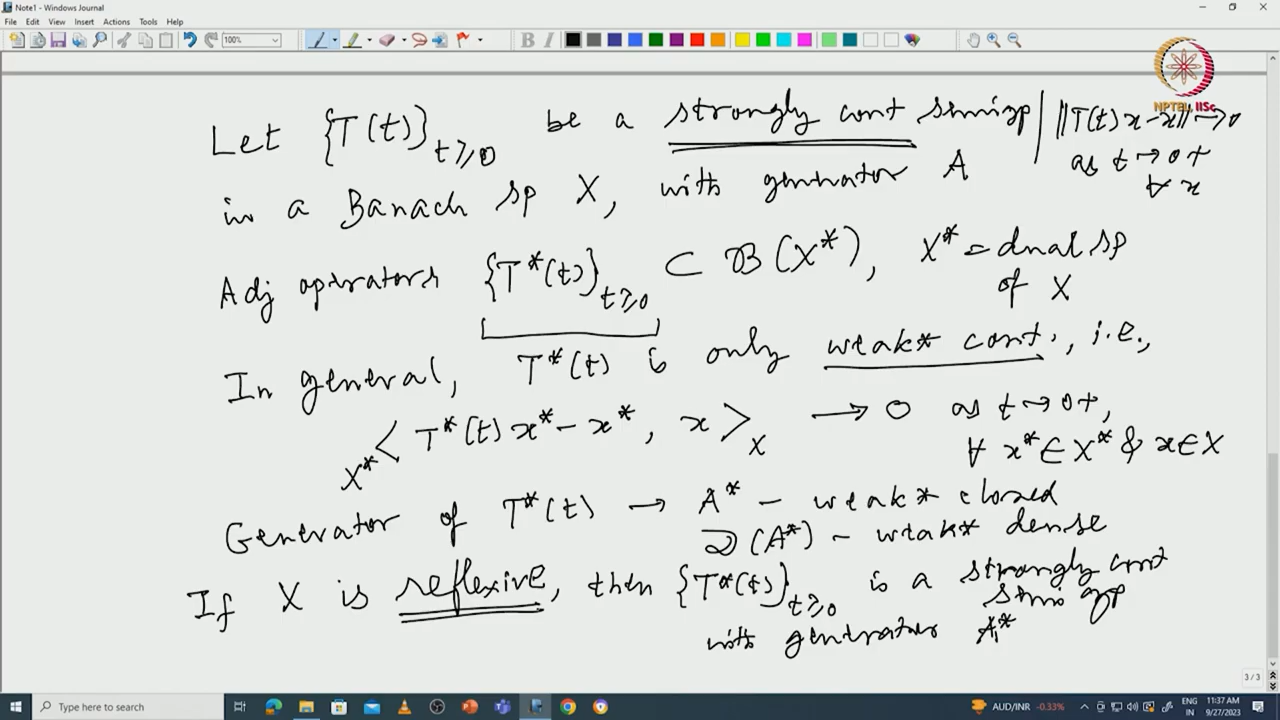 Note1 - Windows Journal
File Edit View Insert Actions Tools Help
100%
NPTEL, IISc
Let {T(t)}_{t≥0} be a strongly cont semigp | ||T(t)x-x|| → 0
as t → 0+
∀ x
in a Banach sp X, with generator A
Adj operators {T*(t)}_{t≥0} ⊂ B(X*), X* = dual sp
of X
In general, T*(t) is only weak* cont., i.e.,
X*< T*(t)x* - x*, x >_X → 0 as t → 0+,
∀ x* ∈ X* & x ∈ X
Generator of T*(t) → A* - weak* closed
D(A*) - weak* dense
If X is reflexive, then {T*(t)}_{t≥0} is a strongly cont
semi gp
with generator A*
3 / 3
Type here to search
AUD/INR -0.33%
ENG
IN
11:37 AM
9/27/2023